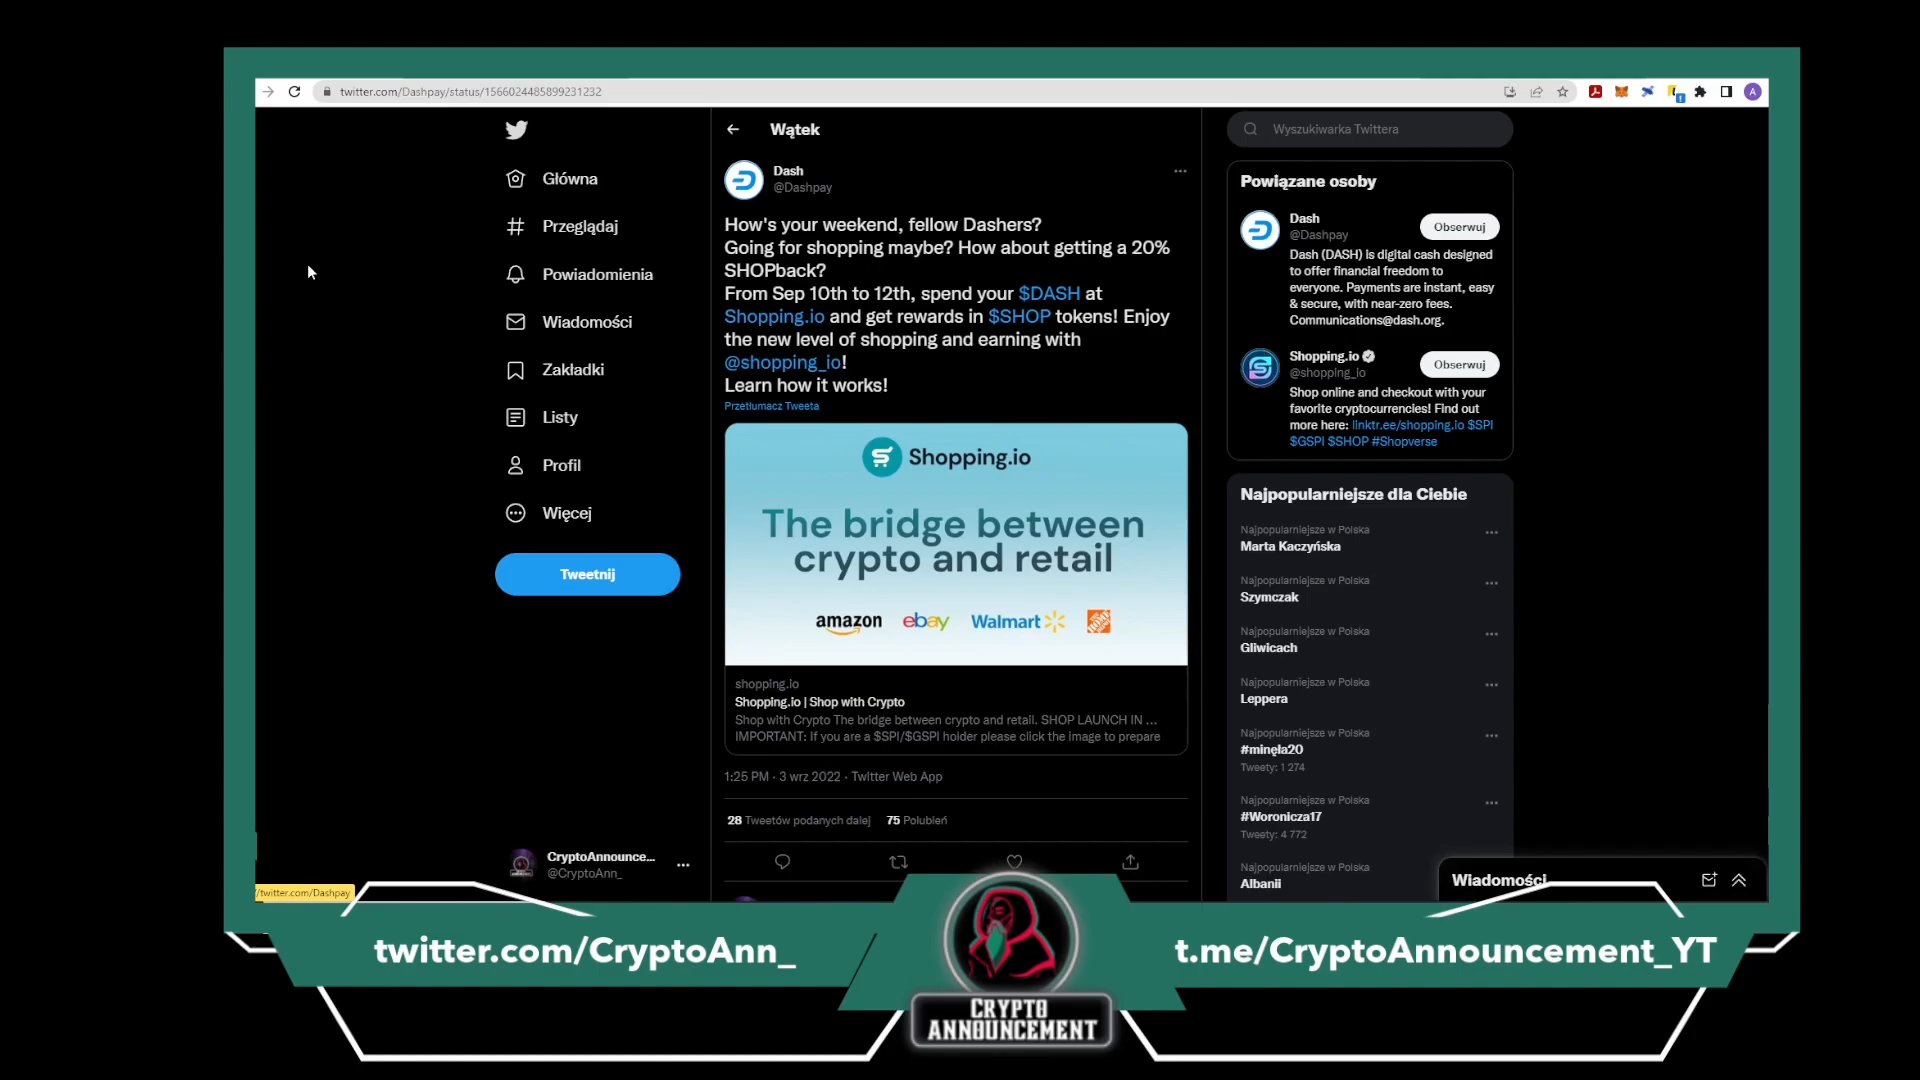 twitter.com/Dashpay/status/1566024485899231232
A
Główna
Przeglądaj
Powiadomienia
Wiadomości
Zakładki
Listy
Profil
Więcej
Tweetnij
CryptoAnnounce...
@CryptoAnn_
/twitter.com/Dashpay
Wątek
Dash
@Dashpay
How's your weekend, fellow Dashers?
Going for shopping maybe? How about getting a 20%
SHOPback?
From Sep 10th to 12th, spend your $DASH at
Shopping.io and get rewards in $SHOP tokens! Enjoy
the new level of shopping and earning with
@shopping_io!
Learn how it works!
Przetłumacz Tweeta
Shopping.io
The bridge between
crypto and retail
amazon ebay Walmart
shopping.io
Shopping.io | Shop with Crypto
Shop with Crypto The bridge between crypto and retail. SHOP LAUNCH IN ...
IMPORTANT: If you are a $SPI/$GSPI holder please click the image to prepare
1:25 PM · 3 wrz 2022 · Twitter Web App
28 Tweetów podanych dalej 75 Polubień
Wyszukiwarka Twittera
Powiązane osoby
Dash
@Dashpay
Obserwuj
Dash (DASH) is digital cash designed
to offer financial freedom to
everyone. Payments are instant, easy
& secure, with near-zero fees.
Communications@dash.org.
Shopping.io
@shopping_io
Obserwuj
Shop online and checkout with your
favorite cryptocurrencies! Find out
more here: linktr.ee/shopping.io $SPI
$GSPI $SHOP #Shopverse
Najpopularniejsze dla Ciebie
Najpopularniejsze w Polska
Marta Kaczyńska
Najpopularniejsze w Polska
Szymczak
Najpopularniejsze w Polska
Gliwicach
Najpopularniejsze w Polska
Leppera
Najpopularniejsze w Polska
#minęła20
Tweety: 1 274
Najpopularniejsze w Polska
#Woronicza17
Tweety: 4 772
Najpopularniejsze w Polska
Albanii
Wiadomości
twitter.com/CryptoAnn_
CRYPTO
ANNOUNCEMENT
t.me/CryptoAnnouncement_YT